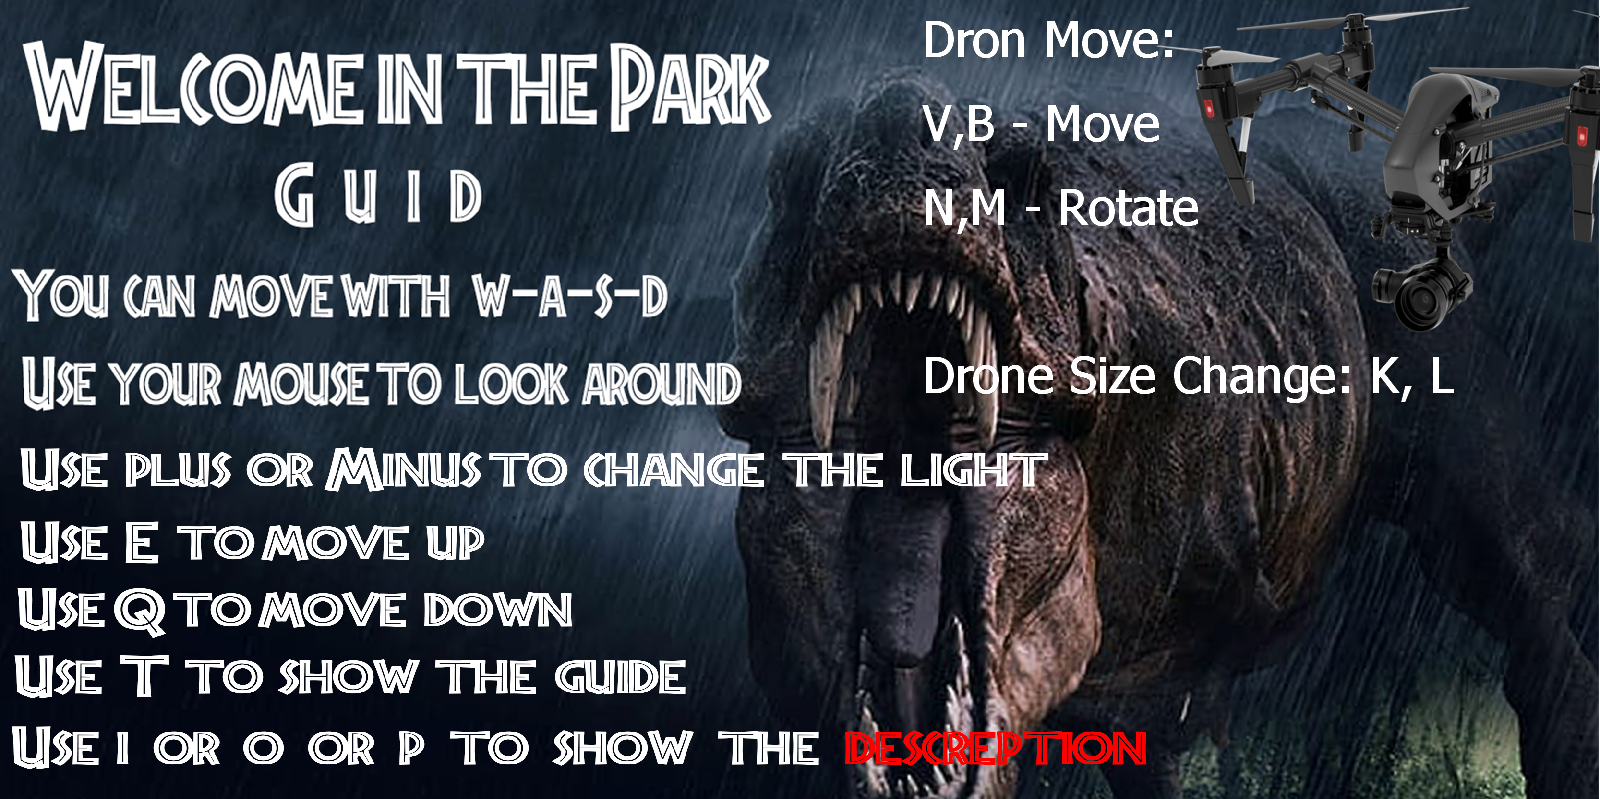 Welcome in the Park
Guid
You can move with w-a-s-d
Use your mouse to look around
Use plus or Minus to change the light
Use E to move up
Use Q to move down
Use T to show the guide
Use i or o or p to show the descreption
Dron Move:
V,B - Move
N,M - Rotate
Drone Size Change: K, L